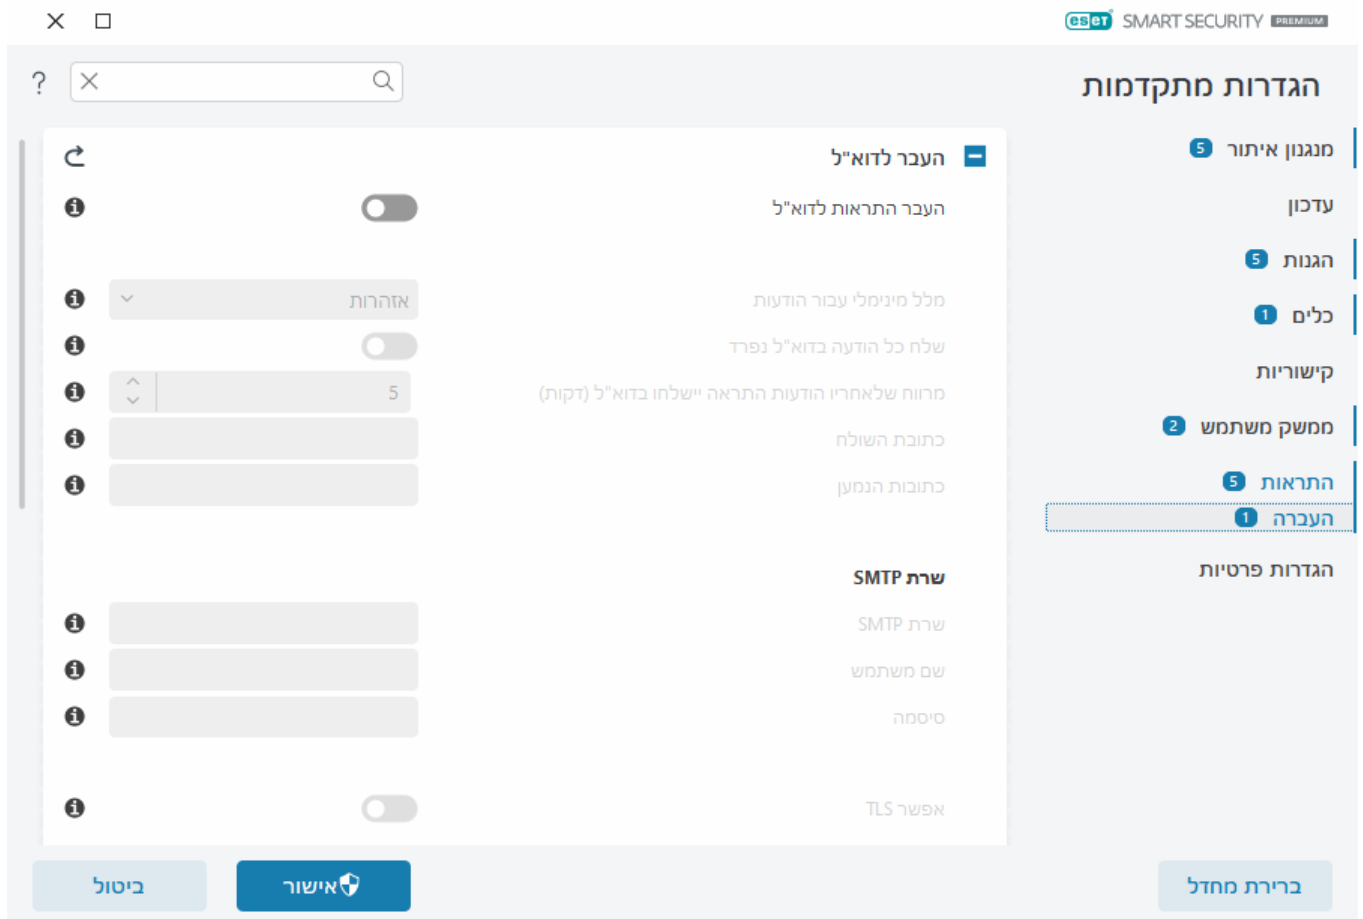 eset SMART SECURITY PREMIUM
הגדרות מתקדמות
?
מנגנון איתור 5
עדכון
הגנות 5
כלים 1
קישוריות
ממשק משתמש 2
התראות 5
העברה 1
הגדרות פרטיות
העבר לדוא"ל
העבר התראות לדוא"ל
מלל מינימלי עבור הודעות אזהרות
שלח כל הודעה בדוא"ל נפרד
מרווח שלאחריו הודעות התראה יישלחו בדוא"ל (דקות) 5
כתובת השולח
כתובות הנמען
שרת SMTP
שרת SMTP
שם משתמש
סיסמה
אפשר TLS
ברירת מחדל
אישור
ביטול